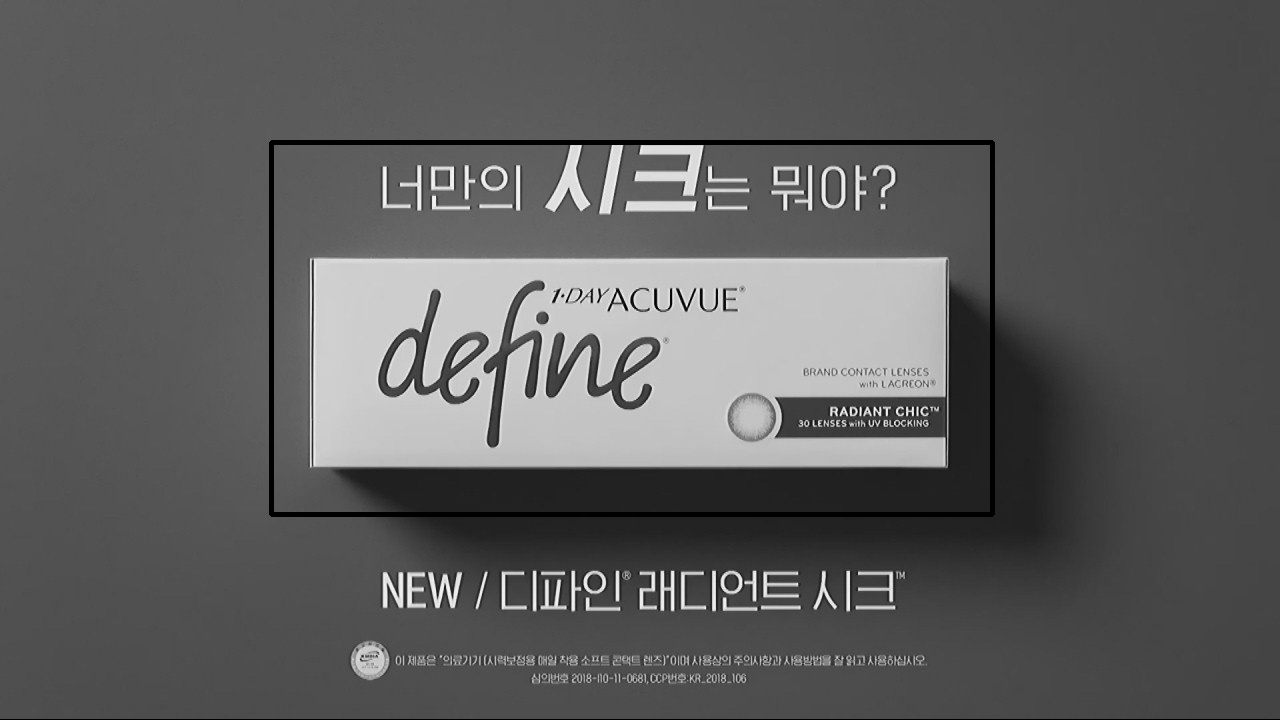 너만의 시크는 뭐야?
1·DAY ACUVUE®
define®
BRAND CONTACT LENSES
with LACREON®
RADIANT CHIC™
30 LENSES with UV BLOCKING
NEW / 디파인® 래디언트 시크™
이 제품은 "의료기기 (시력보정용 매일 착용 소프트 콘택트 렌즈)"이며 사용상의 주의사항과 사용방법을 잘 읽고 사용하십시오.
심의번호 2018-I10-11-0681, CCP번호:KR_2018_106